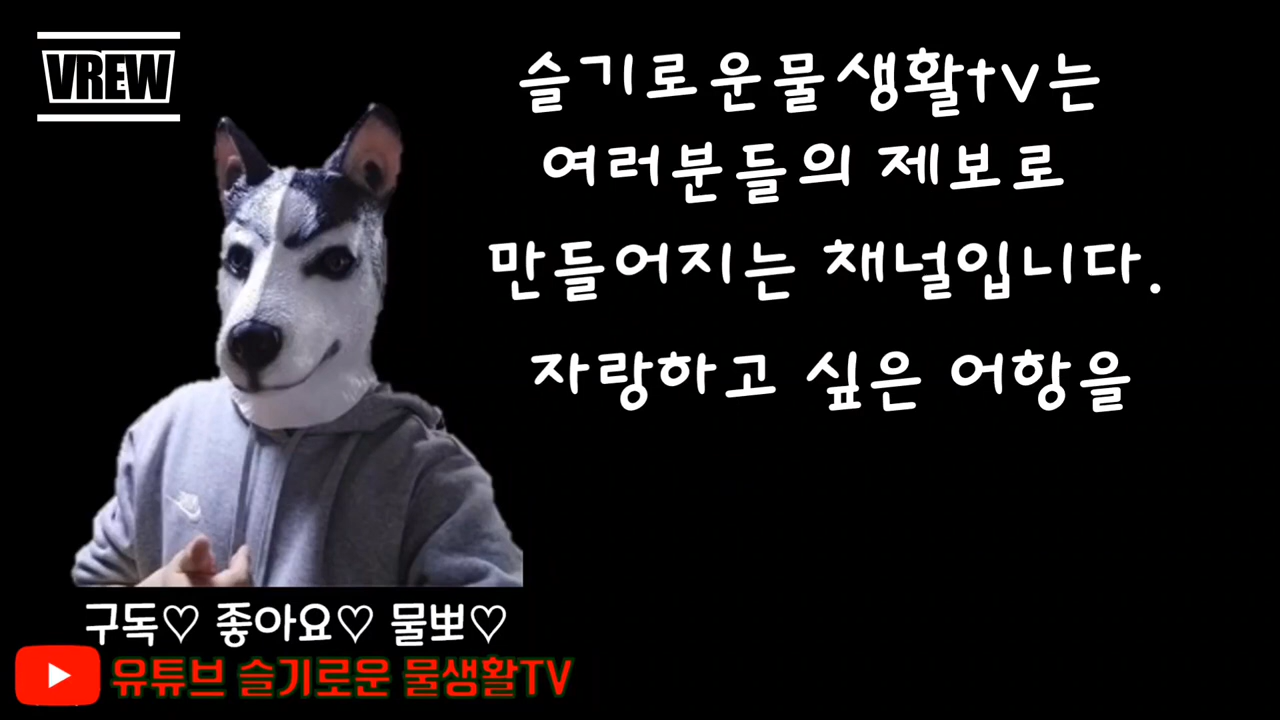 VREW
슬기로운물생활tv는
여러분들의 제보로
만들어지는 채널입니다.
자랑하고 싶은 어항을
구독♡ 좋아요♡ 물뽀♡
유튜브 슬기로운 물생활TV